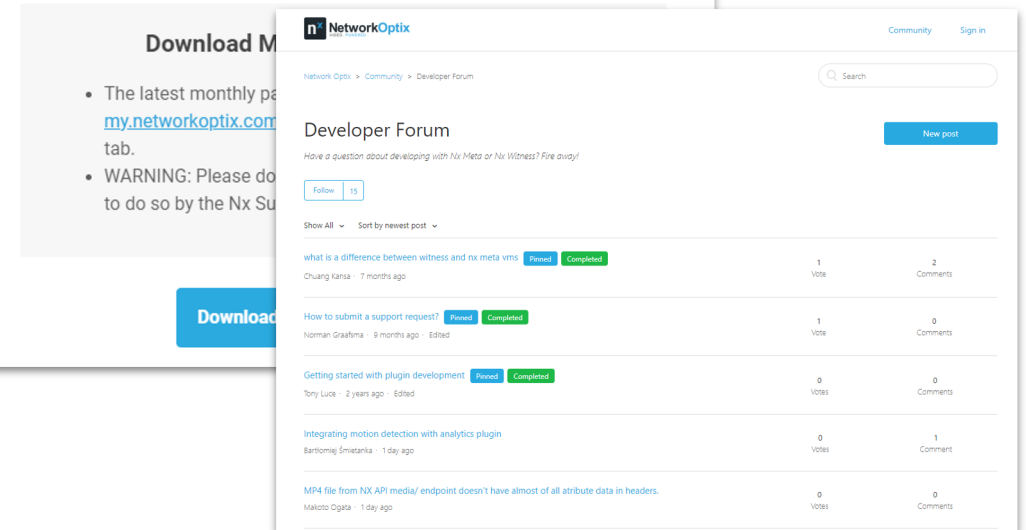 Download M
• The latest monthly pa
my.networkoptix.com
tab.
• WARNING: Please do
to do so by the Nx Su
Download
nx NetworkOptix
Community Sign in
Network Optix > Community > Developer Forum
Search
Developer Forum
New post
Have a question about developing with Nx Meta or Nx Witness? Fire away!
Follow 15
Show All Sort by newest post
what is a difference between witness and nx meta vms Pinned Completed
1 2
Chuang Kansa · 7 months ago
Vote Comments
How to submit a support request? Pinned Completed
1 0
Norman Graafsma · 9 months ago · Edited
Vote Comments
Getting started with plugin development Pinned Completed
0 0
Tony Luce · 2 years ago · Edited
Votes Comments
Integrating motion detection with analytics plugin
0 1
Bartłomiej Śmietanka · 1 day ago
Votes Comment
MP4 file from NX API media/ endpoint doesn't have almost of all atribute data in headers.
0 0
Makoto Ogata · 1 day ago
Votes Comments